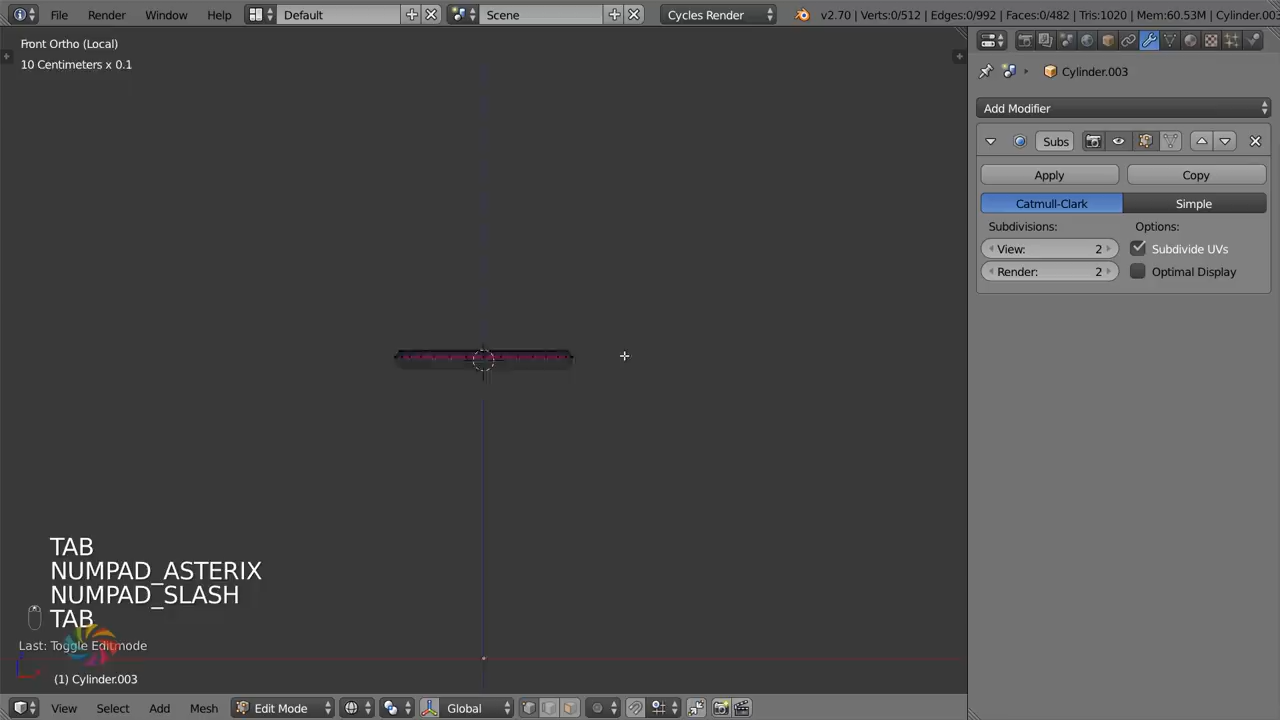 File Render Window Help Default Scene Cycles Render v2.70 | Verts:0/512 | Edges:0/992 | Faces:0/482 | Tris:1020 | Mem:60.53M | Cylinder.003
Front Ortho (Local)
10 Centimeters x 0.1
Cylinder.003
Add Modifier
Subs
Apply Copy
Catmull-Clark Simple
Subdivisions: Options:
View: 2 Subdivide UVs
Render: 2 Optimal Display
TAB
NUMPAD_ASTERIX
NUMPAD_SLASH
TAB
Last: Toggle Editmode
(1) Cylinder.003
View Select Add Mesh Edit Mode Global